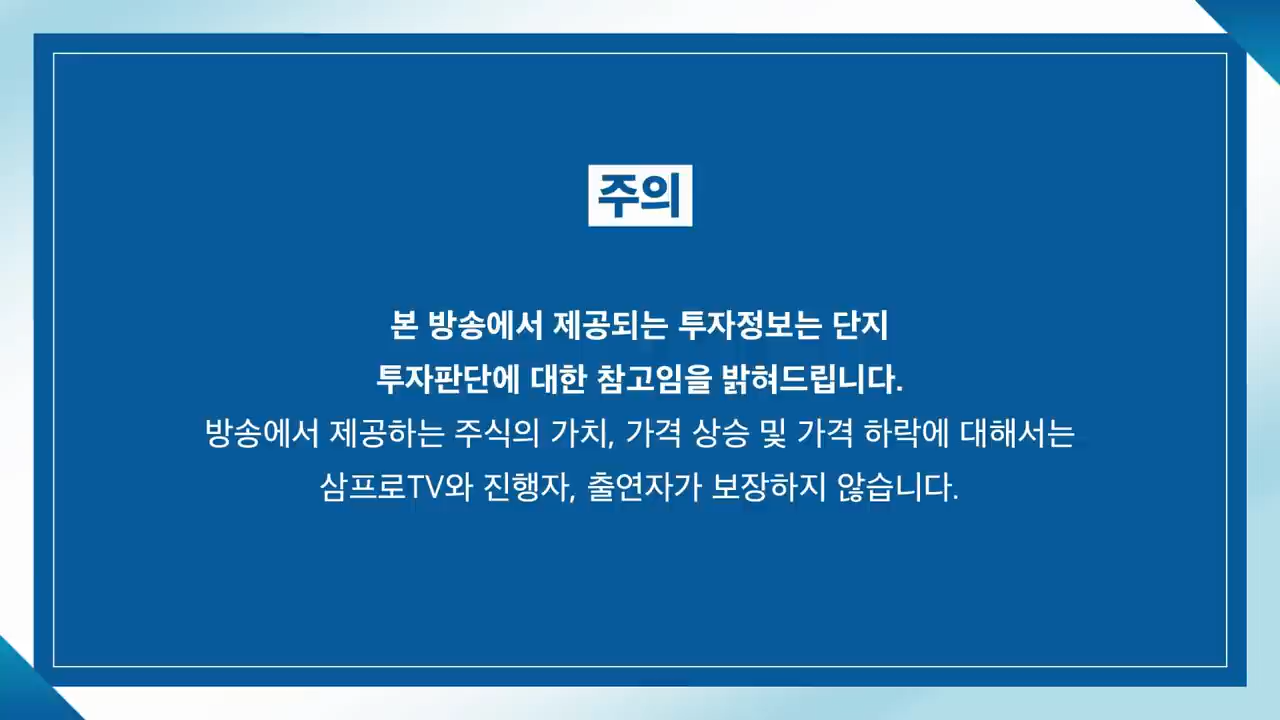 주의
본 방송에서 제공되는 투자정보는 단지
투자판단에 대한 참고임을 밝혀드립니다.
방송에서 제공하는 주식의 가치, 가격 상승 및 가격 하락에 대해서는
삼프로TV와 진행자, 출연자가 보장하지 않습니다.